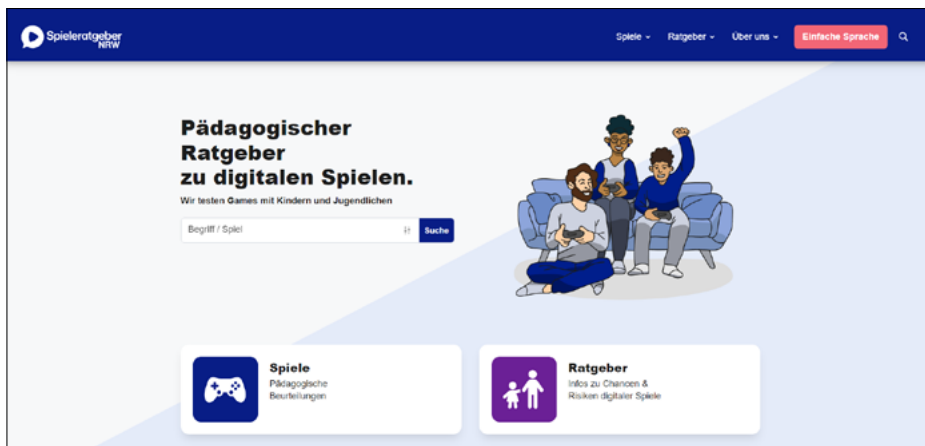 Spieleratgeber
NRW
Spiele
Ratgeber
Über uns
Einfache Sprache
Pädagogischer
Ratgeber
zu digitalen Spielen.
Wir testen Games mit Kindern und Jugendlichen
Begriff / Spiel
Suche
Spiele
Pädagogische
Beurteilungen
Ratgeber
Infos zu Chancen &
Risiken digitaler Spiele